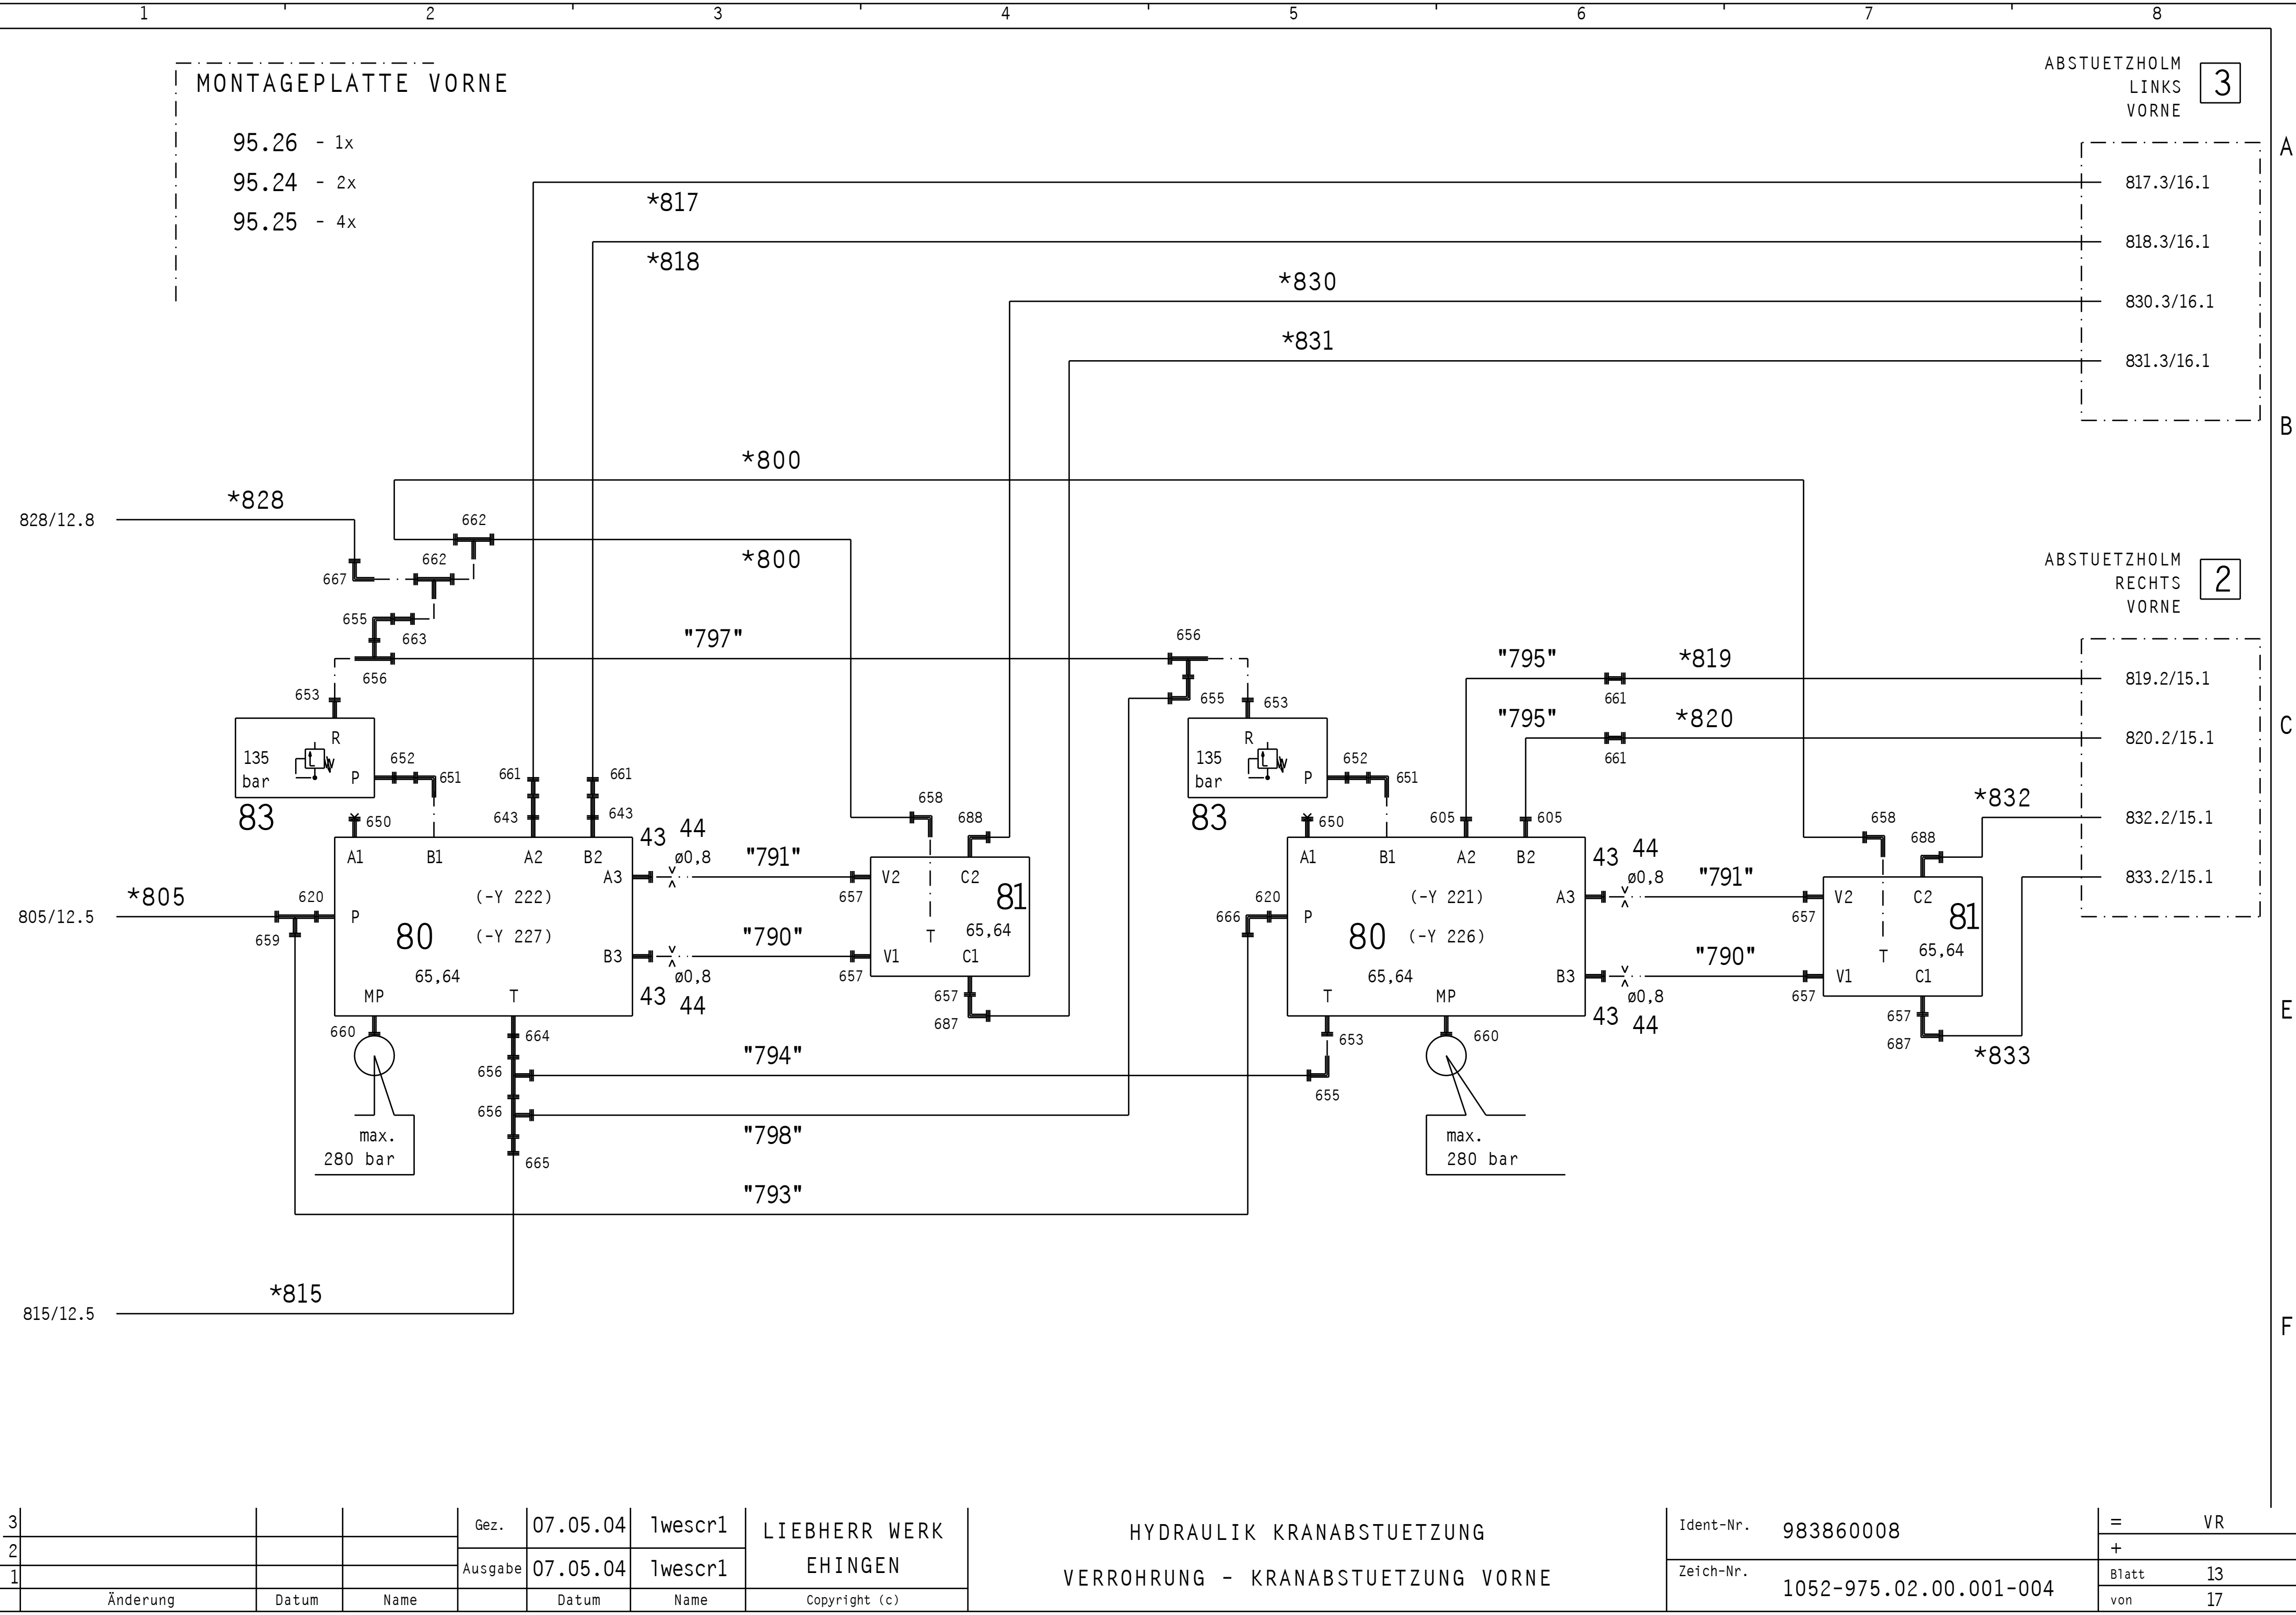 1 2 3 4 5 6 7 8
MONTAGEPLATTE VORNE
95.26 - 1x
95.24 - 2x
95.25 - 4x
ABSTUETZHOLM
LINKS
VORNE
3
A
817.3/16.1
*817
818.3/16.1
*818
*830
830.3/16.1
*831
831.3/16.1
B
*800
*828
828/12.8
662
*800
662
667
655
663
ABSTUETZHOLM
RECHTS
VORNE
2
"797"
656
656
655
"795"
*819
661
819.2/15.1
"795"
*820
661
820.2/15.1
C
653
R
135
bar
P
83
652
651
653
R
135
bar
P
83
652
651
661
643
661
643
650
A1 B1 A2 B2
43 44
ø0,8
A3
"791"
657
*805
805/12.5
620
659
P
80
(-Y 222)
(-Y 227)
65,64
B3
ø0,8
43 44
"790"
657
MP
T
658
688
V2 C2
81
T
65,64
V1 C1
657
687
650
605
605
A1 B1 A2 B2
43 44
ø0,8
A3
"791"
657
666
620
P
80
(-Y 221)
(-Y 226)
65,64
B3
ø0,8
43 44
"790"
657
T
MP
658
688
*832
832.2/15.1
833.2/15.1
V2 C2
81
T
65,64
V1 C1
657
687
*833
E
660
664
"794"
656
656
"798"
665
max.
280 bar
653
655
660
max.
280 bar
"793"
*815
815/12.5
F
3
2
1
Änderung Datum Name
Gez. 07.05.04 lwescr1
Ausgabe 07.05.04 lwescr1
Datum Name
LIEBHERR WERK
EHINGEN
Copyright (c)
HYDRAULIK KRANABSTUETZUNG
VERROHRUNG - KRANABSTUETZUNG VORNE
Ident-Nr. 983860008
Zeich-Nr. 1052-975.02.00.001-004
= VR
+
Blatt 13
von 17